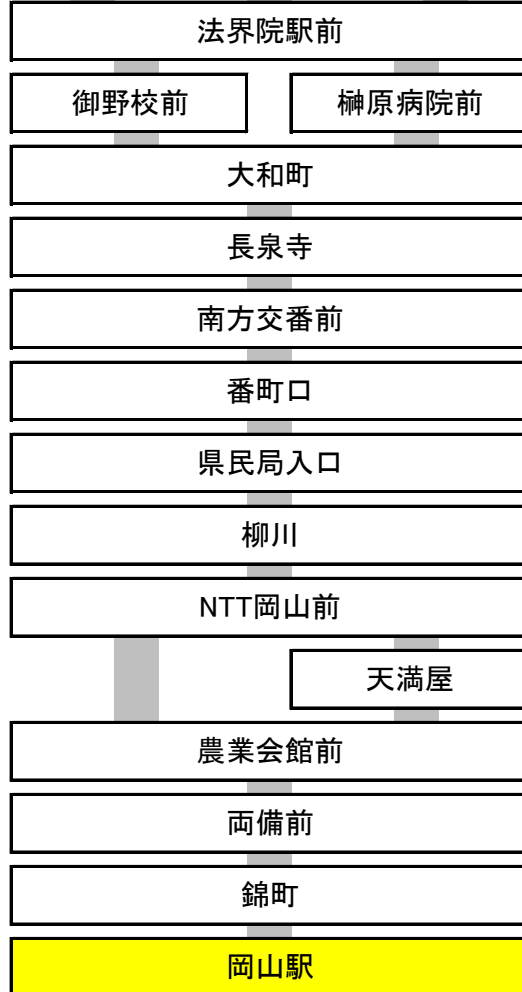 法界院駅前
御野校前
榊原病院前
大和町
長泉寺
南方交番前
番町口
県民局入口
柳川
NTT岡山前
天満屋
農業会館前
両備前
錦町
岡山駅